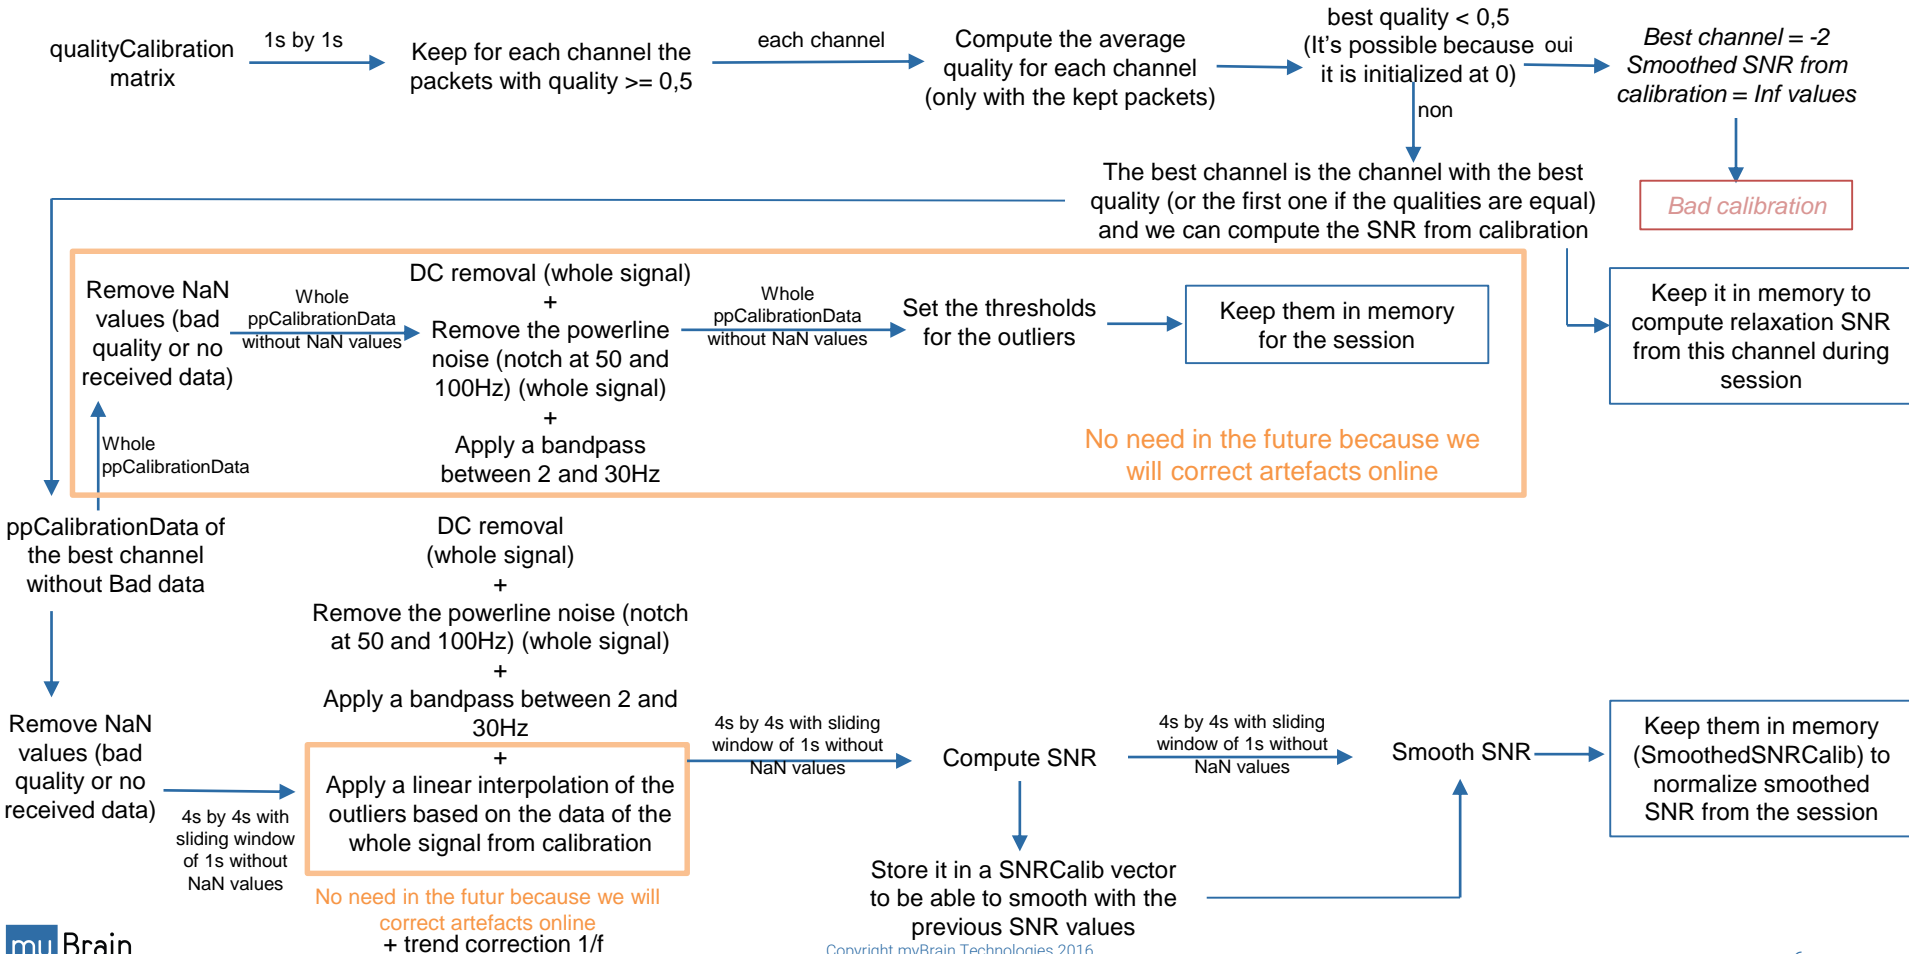 qualityCalibration
matrix
1s by 1s
Keep for each channel the
packets with quality >= 0,5
each channel
Compute the average
quality for each channel
(only with the kept packets)
best quality < 0,5
(It's possible because
it is initialized at 0)
oui
non
Best channel = -2
Smoothed SNR from
calibration = Inf values
Bad calibration
The best channel is the channel with the best
quality (or the first one if the qualities are equal)
and we can compute the SNR from calibration
Keep it in memory to
compute relaxation SNR
from this channel during
session
Remove NaN
values (bad
quality or no
received data)
Whole
ppCalibrationData
without NaN values
DC removal (whole signal)
+
Remove the powerline
noise (notch at 50 and
100Hz) (whole signal)
+
Apply a bandpass
between 2 and 30Hz
Whole
ppCalibrationData
without NaN values
Set the thresholds
for the outliers
Keep them in memory
for the session
No need in the future because we
will correct artefacts online
Whole
ppCalibrationData
ppCalibrationData of
the best channel
without Bad data
DC removal
(whole signal)
+
Remove the powerline noise (notch
at 50 and 100Hz) (whole signal)
+
Apply a bandpass between 2 and
30Hz
+
Apply a linear interpolation of the
outliers based on the data of the
whole signal from calibration
No need in the futur because we will
correct artefacts online
+ trend correction 1/f
Remove NaN
values (bad
quality or no
received data)
4s by 4s with
sliding window
of 1s without
NaN values
4s by 4s with sliding
window of 1s without
NaN values
Compute SNR
4s by 4s with sliding
window of 1s without
NaN values
Smooth SNR
Keep them in memory
(SmoothedSNRCalib) to
normalize smoothed
SNR from the session
Store it in a SNRCalib vector
to be able to smooth with the
previous SNR values
my Brain
Copyright myBrain Technologies 2016